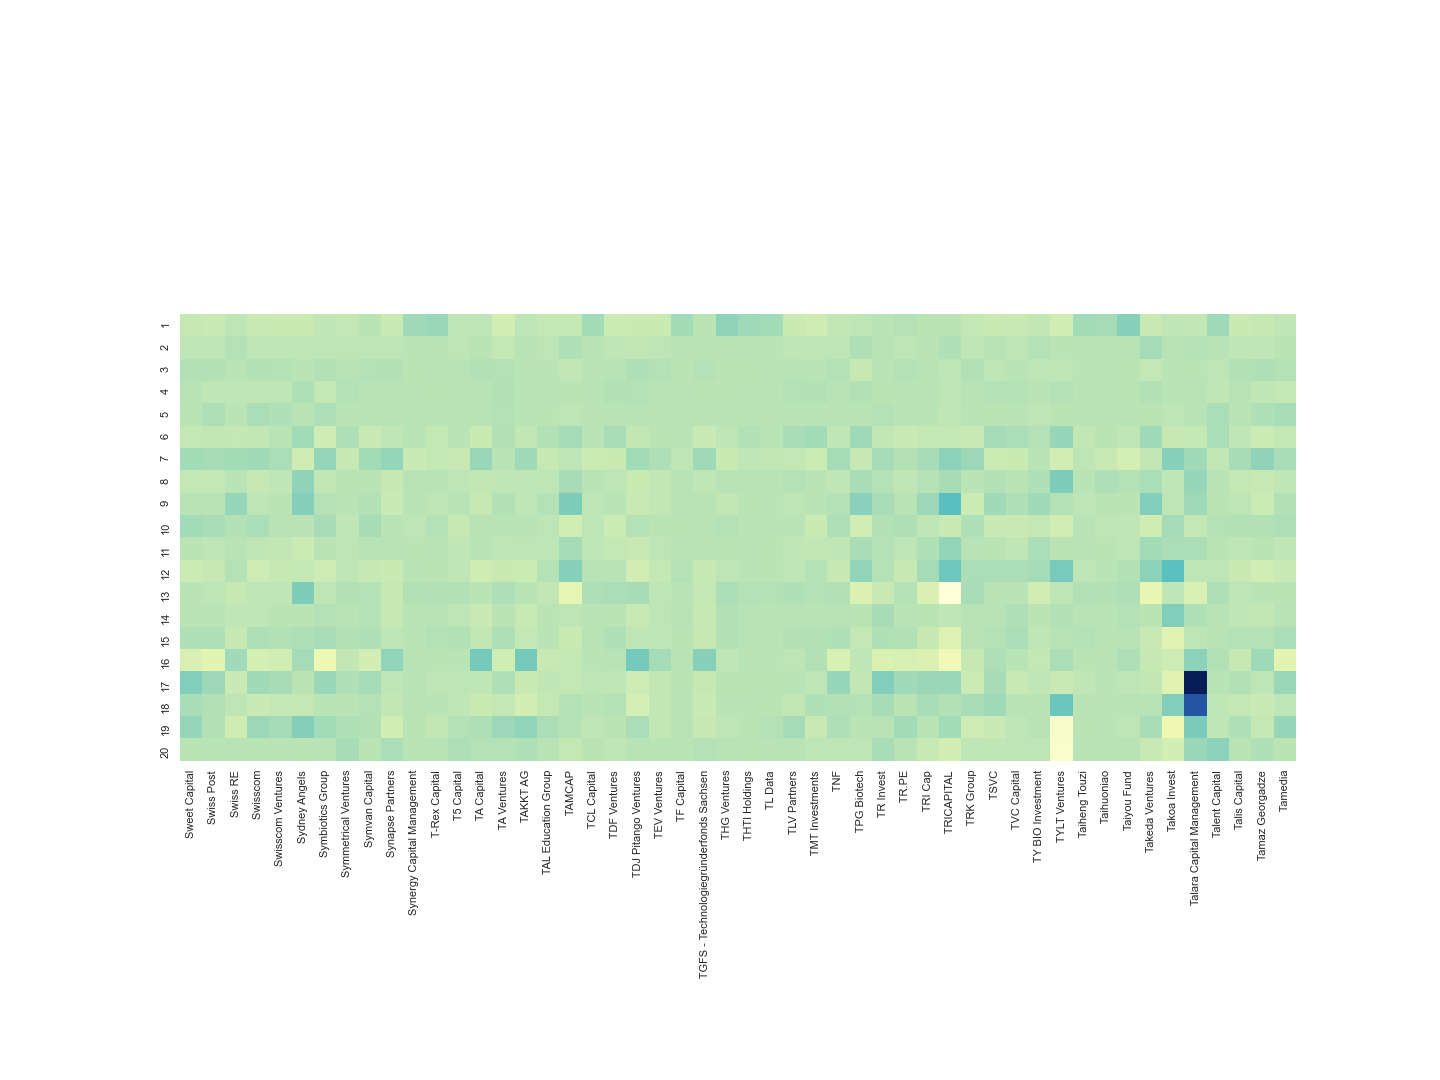 1
2
3
4
5
6
7
8
9
10
11
12
13
14
15
16
17
18
19
20
Sweet Capital
Swiss Post
Swiss RE
Swisscom
Swisscom Ventures
Sydney Angels
Symbiotics Group
Symmetrical Ventures
Symvan Capital
Synapse Partners
Synergy Capital Management
T-Rex Capital
T5 Capital
TA Capital
TA Ventures
TAKKT AG
TAL Education Group
TAMCAP
TCL Capital
TDF Ventures
TDJ Pitango Ventures
TEV Ventures
TF Capital
TGFS - Technologiegründerfonds Sachsen
THG Ventures
THTI Holdings
TL Data
TLV Partners
TMT Investments
TNF
TPG Biotech
TR Invest
TR.PE
TRI Cap
TRICAPITAL
TRK Group
TSVC
TVC Capital
TY BIO Investment
TYLT Ventures
Taiheng Touzi
Taihuoniao
Taiyou Fund
Takeda Ventures
Takoa Invest
Talara Capital Management
Talent Capital
Talis Capital
Tamaz Georgadze
Tamedia